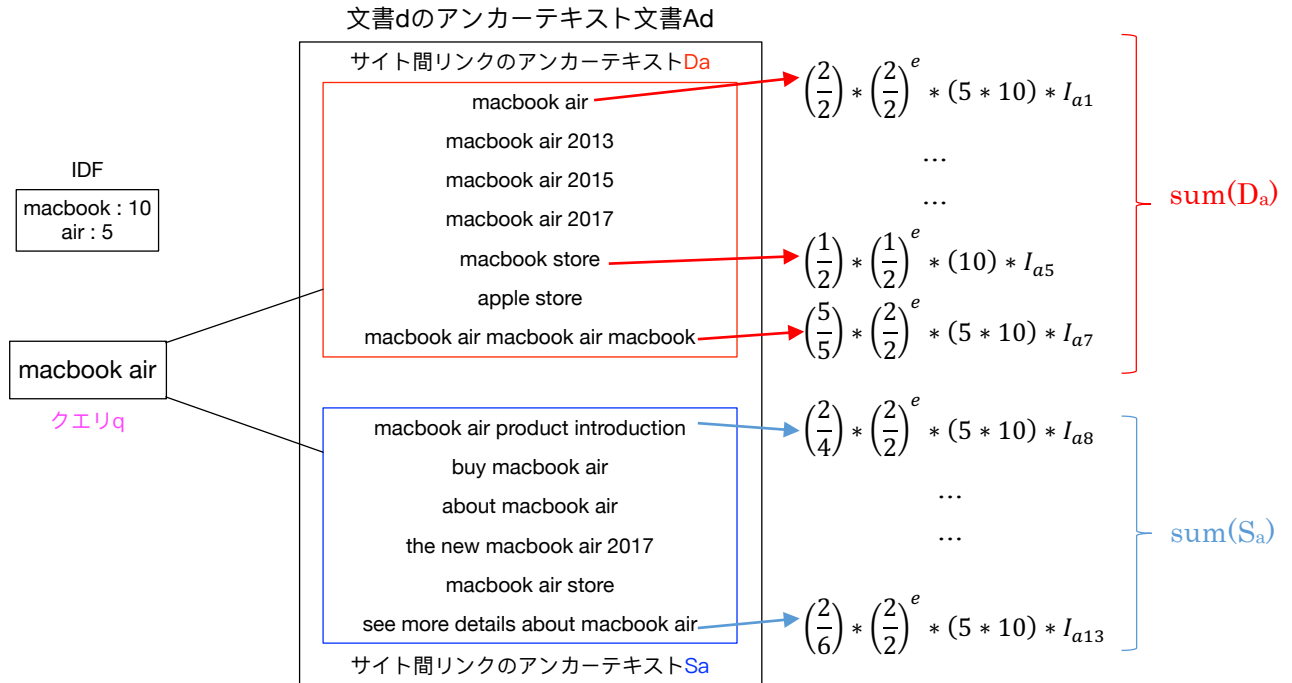 文書dのアンカーテキスト文書Ad
サイト間リンクのアンカーテキストDa
macbook air
macbook air 2013
macbook air 2015
macbook air 2017
macbook store
apple store
macbook air macbook air macbook
IDF
macbook : 10
air : 5
macbook air
クエリq
macbook air product introduction
buy macbook air
about macbook air
the new macbook air 2017
macbook air store
see more details about macbook air
サイト間リンクのアンカーテキストSa
(2/2) * (2/2)^e * (5 * 10) * I_a1
...
...
(1/2) * (1/2)^e * (10) * I_a5
(5/5) * (2/2)^e * (5 * 10) * I_a7
sum(Da)
(2/4) * (2/2)^e * (5 * 10) * I_a8
...
...
(2/6) * (2/2)^e * (5 * 10) * I_a13
sum(Sa)